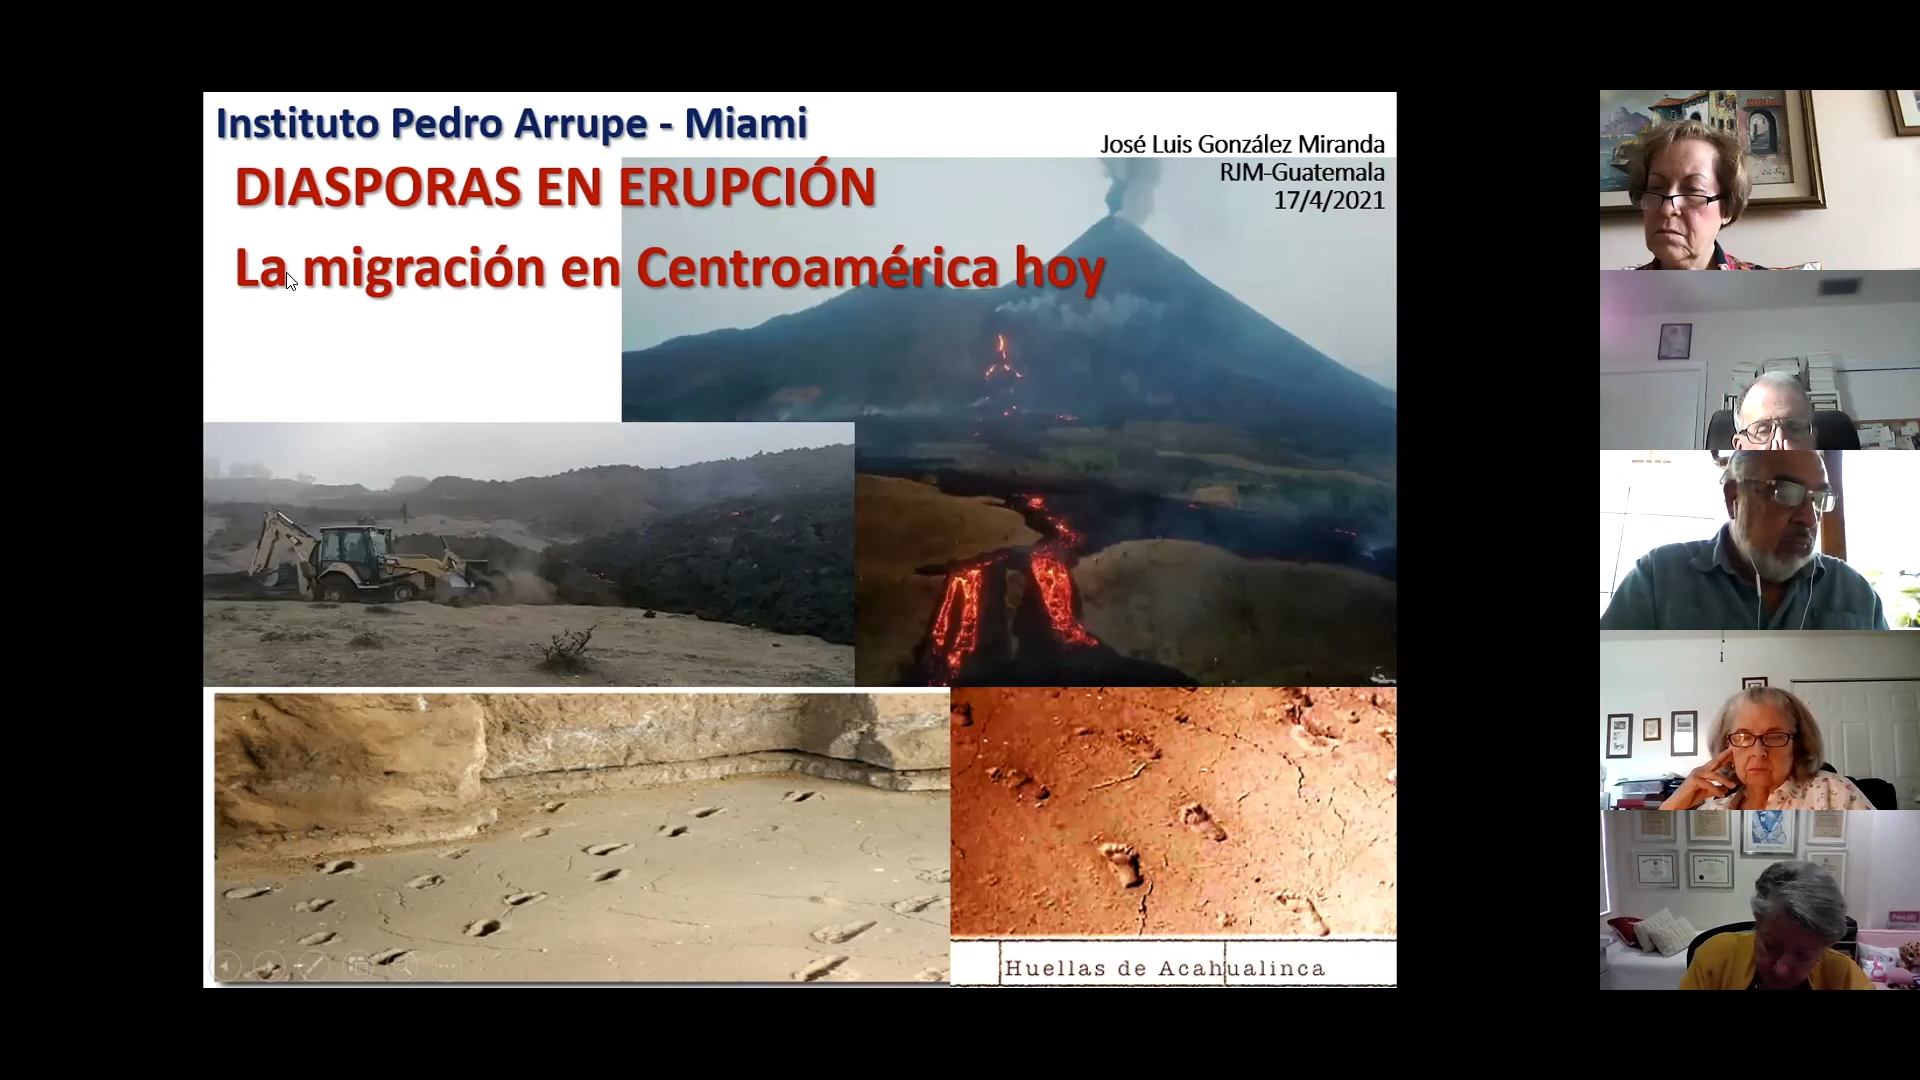 Instituto Pedro Arrupe - Miami
José Luis González Miranda
RJM-Guatemala
17/4/2021
DIASPORAS EN ERUPCIÓN
La migración en Centroamérica hoy
Huellas de Acahualinca